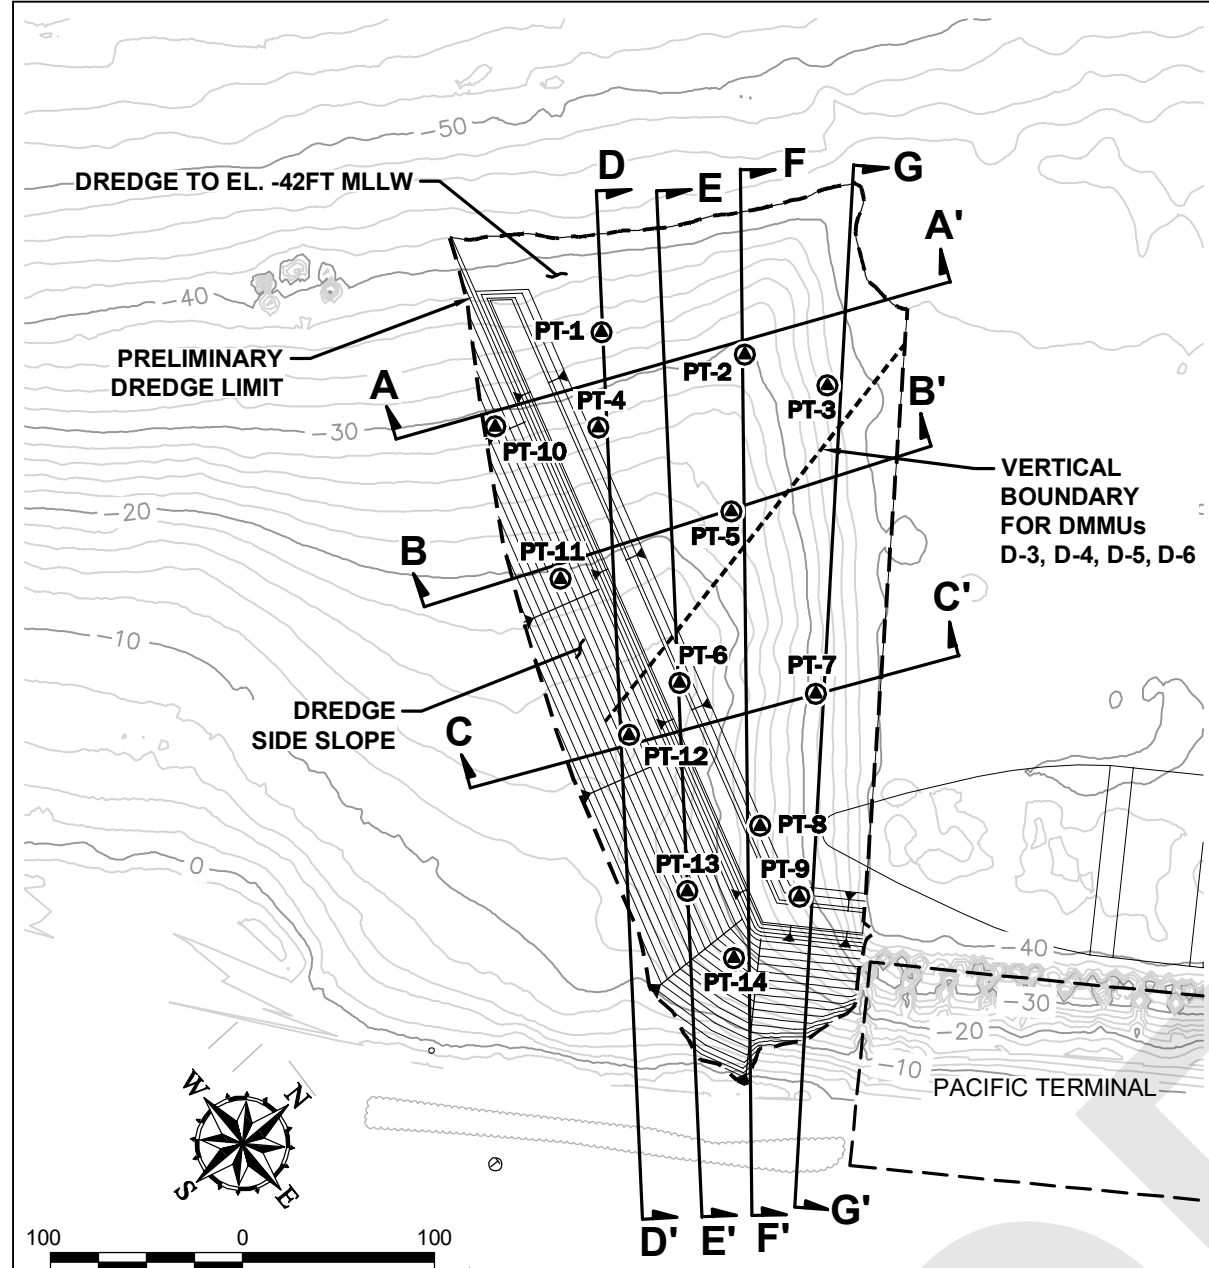 -50
D
F
G
DREDGE TO EL. -42FT MLLW
E
A'
-40
PT-1
PRELIMINARY
DREDGE LIMIT
PT-2
A
PT-4
PT-3
B'
-30
PT-10
VERTICAL
BOUNDARY
FOR DMMUs
D-3, D-4, D-5, D-6
-20
PT-5
B
PT-11
C'
-10
PT-6
PT-7
DREDGE
SIDE SLOPE
C
PT-12
PT-8
0
PT-13
PT-9
-40
PT-14
-30
-20
-10
PACIFIC TERMINAL
W
N
S
E
D'
E'
F'
G'
100
0
100